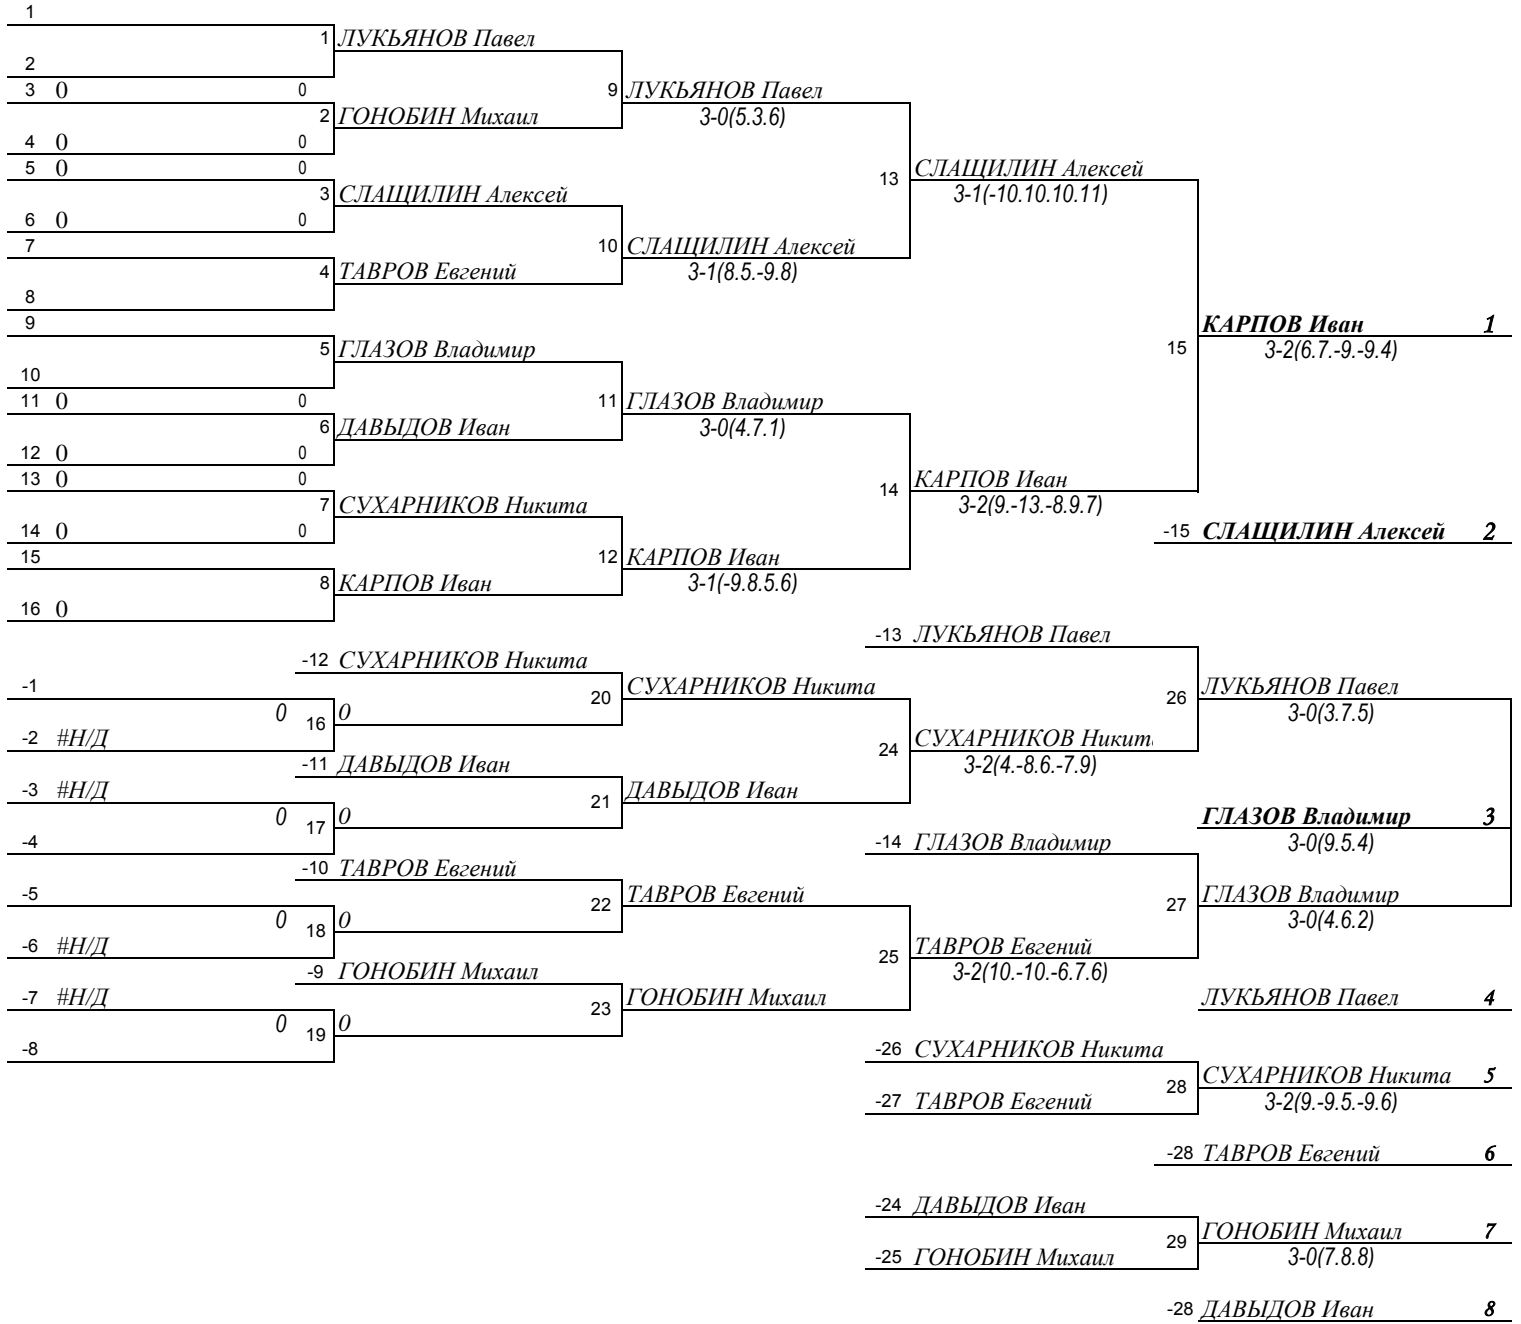 1
1 ЛУКЬЯНОВ Павел
2
3 0 0 9 ЛУКЬЯНОВ Павел
2 ГОНОБИН Михаил 3-0(5.3.6)
4 0 0
5 0 0 13 СЛАЩИЛИН Алексей
3 СЛАЩИЛИН Алексей 3-1(-10.10.10.11)
6 0 0
7 10 СЛАЩИЛИН Алексей
4 ТАВРОВ Евгений 3-1(8.5.-9.8)
8
9 КАРПОВ Иван 1
5 ГЛАЗОВ Владимир 15 3-2(6.7.-9.-9.4)
10
11 0 0 11 ГЛАЗОВ Владимир
6 ДАВЫДОВ Иван 3-0(4.7.1)
12 0 0
13 0 0 14 КАРПОВ Иван
7 СУХАРНИКОВ Никита 3-2(9.-13.-8.9.7)
14 0 0 -15 СЛАЩИЛИН Алексей 2
15 12 КАРПОВ Иван
8 КАРПОВ Иван 3-1(-9.8.5.6)
16 0
-13 ЛУКЬЯНОВ Павел
-12 СУХАРНИКОВ Никита
-1 20 СУХАРНИКОВ Никита 26 ЛУКЬЯНОВ Павел
0 16 0 3-0(3.7.5)
-2 #Н/Д 24 СУХАРНИКОВ Никит
-11 ДАВЫДОВ Иван 3-2(4.-8.6.-7.9)
-3 #Н/Д 21 ДАВЫДОВ Иван
0 17 0 ГЛАЗОВ Владимир 3
-4 -14 ГЛАЗОВ Владимир 3-0(9.5.4)
-10 ТАВРОВ Евгений
-5 22 ТАВРОВ Евгений 27 ГЛАЗОВ Владимир
0 18 0 3-0(4.6.2)
-6 #Н/Д 25 ТАВРОВ Евгений
-9 ГОНОБИН Михаил 3-2(10.-10.-6.7.6)
-7 #Н/Д 23 ГОНОБИН Михаил ЛУКЬЯНОВ Павел 4
0 19 0
-8 -26 СУХАРНИКОВ Никита
28 СУХАРНИКОВ Никита 5
-27 ТАВРОВ Евгений 3-2(9.-9.5.-9.6)
-28 ТАВРОВ Евгений 6
-24 ДАВЫДОВ Иван
29 ГОНОБИН Михаил 7
-25 ГОНОБИН Михаил 3-0(7.8.8)
-28 ДАВЫДОВ Иван 8